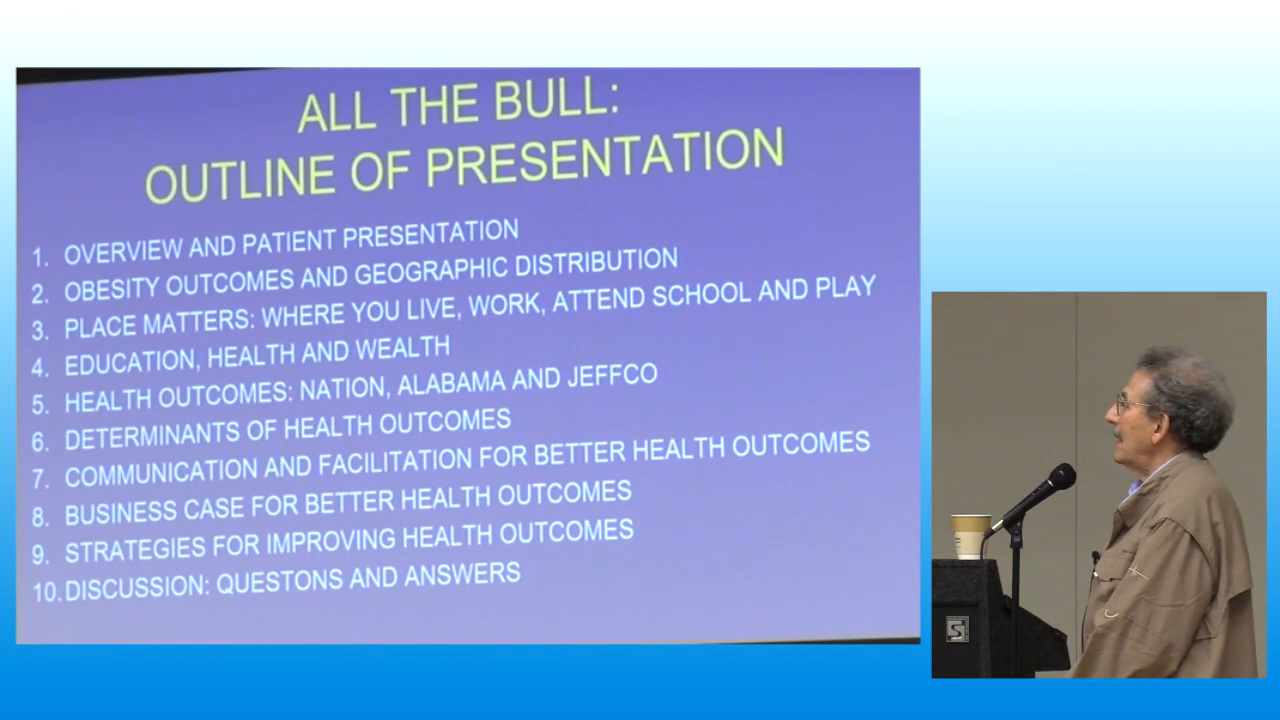 ALL THE BULL:
OUTLINE OF PRESENTATION
1. OVERVIEW AND PATIENT PRESENTATION
2. OBESITY OUTCOMES AND GEOGRAPHIC DISTRIBUTION
3. PLACE MATTERS: WHERE YOU LIVE, WORK, ATTEND SCHOOL AND PLAY
4. EDUCATION, HEALTH AND WEALTH
5. HEALTH OUTCOMES: NATION, ALABAMA AND JEFFCO
6. DETERMINANTS OF HEALTH OUTCOMES
7. COMMUNICATION AND FACILITATION FOR BETTER HEALTH OUTCOMES
8. BUSINESS CASE FOR BETTER HEALTH OUTCOMES
9. STRATEGIES FOR IMPROVING HEALTH OUTCOMES
10. DISCUSSION: QUESTONS AND ANSWERS